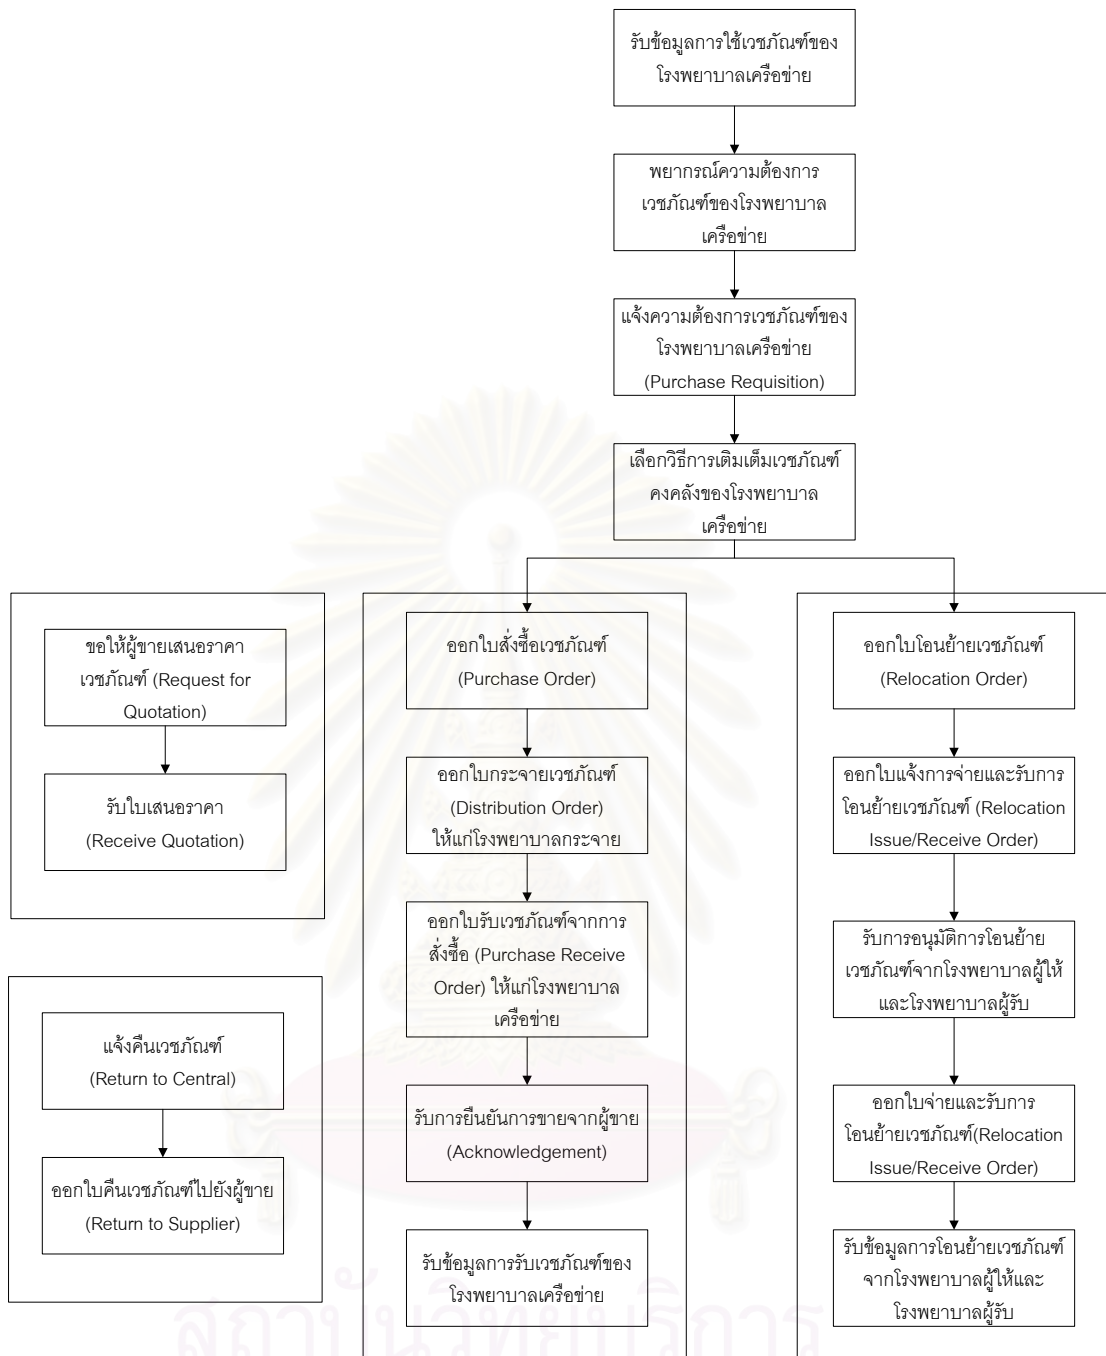 รับข้อมูลการใช้เวชภัณฑ์ของ
โรงพยาบาลเครือข่าย
พยากรณ์ความต้องการ
เวชภัณฑ์ของโรงพยาบาล
เครือข่าย
แจ้งความต้องการเวชภัณฑ์ของ
โรงพยาบาลเครือข่าย
(Purchase Requisition)
เลือกวิธีการเติมเต็มเวชภัณฑ์
คงคลังของโรงพยาบาล
เครือข่าย
ขอให้ผู้ขายเสนอราคา
เวชภัณฑ์ (Request for
Quotation)
รับใบเสนอราคา
(Receive Quotation)
แจ้งคืนเวชภัณฑ์
(Return to Central)
ออกใบคืนเวชภัณฑ์ไปยังผู้ขาย
(Return to Supplier)
ออกใบสั่งซื้อเวชภัณฑ์
(Purchase Order)
ออกใบกระจายเวชภัณฑ์
(Distribution Order)
ให้แก่โรงพยาบาลกระจาย
ออกใบรับเวชภัณฑ์จากการ
สั่งซื้อ (Purchase Receive
Order) ให้แก่โรงพยาบาล
เครือข่าย
รับการยืนยันการขายจากผู้ขาย
(Acknowledgement)
รับข้อมูลการรับเวชภัณฑ์ของ
โรงพยาบาลเครือข่าย
ออกใบโอนย้ายเวชภัณฑ์
(Relocation Order)
ออกใบแจ้งการจ่ายและรับการ
โอนย้ายเวชภัณฑ์ (Relocation
Issue/Receive Order)
รับการอนุมัติการโอนย้าย
เวชภัณฑ์จากโรงพยาบาลผู้ให้
และโรงพยาบาลผู้รับ
ออกใบจ่ายและรับการ
โอนย้ายเวชภัณฑ์(Relocation
Issue/Receive Order)
รับข้อมูลการโอนย้ายเวชภัณฑ์
จากโรงพยาบาลผู้ให้และ
โรงพยาบาลผู้รับ
สถาบันวิทยบริการ